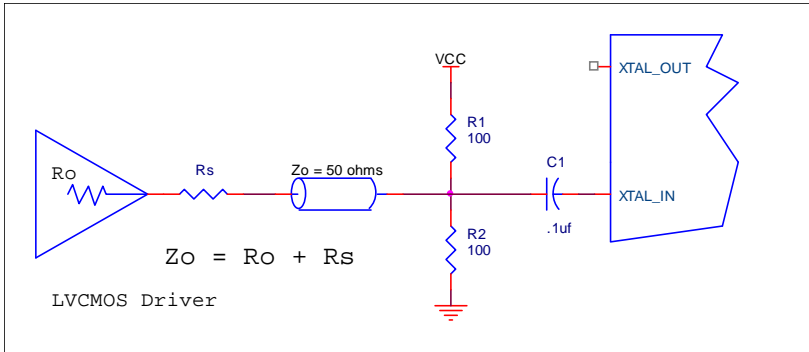 VCC
XTAL_OUT
R1
100
Ro
Rs
Zo = 50 ohms
C1
XTAL_IN
.1uf
R2
100
Zo = Ro + Rs
LVCMOS Driver